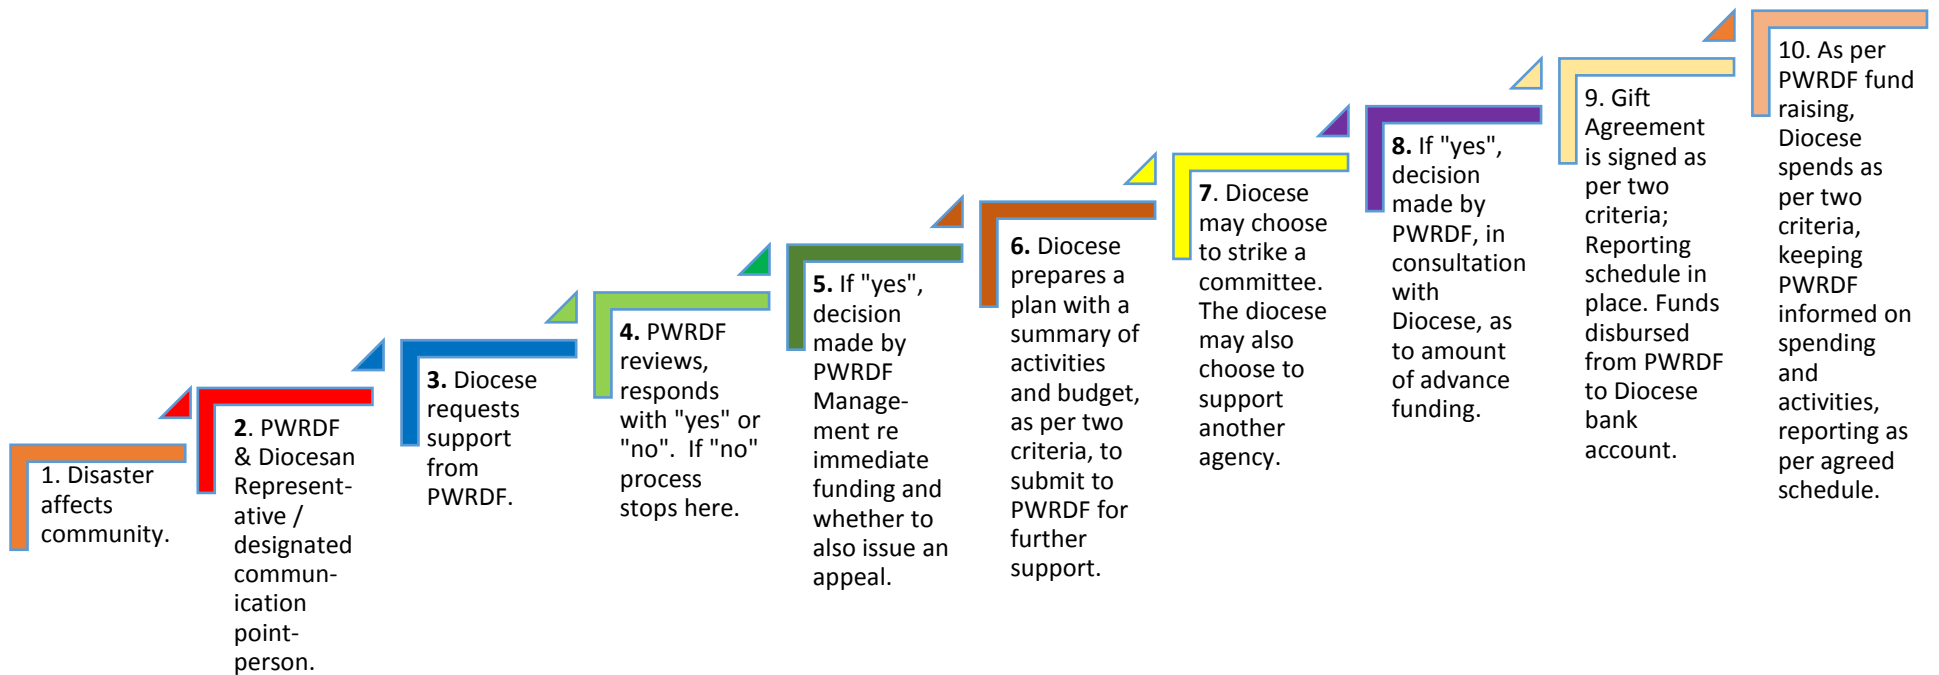 1. Disaster
affects
community.
2. PWRDF
& Diocesan
Represent-
ative /
designated
commun-
ication
point-
person.
3. Diocese
requests
support
from
PWRDF.
4. PWRDF
reviews,
responds
with "yes" or
"no".  If "no"
process
stops here.
5. If "yes",
decision
made by
PWRDF
Manage-
ment re
immediate
funding and
whether to
also issue an
appeal.
6. Diocese
prepares a
plan with a
summary of
activities
and budget,
as per two
criteria, to
submit to
PWRDF for
further
support.
7. Diocese
may choose
to strike a
committee.
The diocese
may also
choose to
support
another
agency.
8. If "yes",
decision
made by
PWRDF, in
consultation
with
Diocese, as
to amount
of advance
funding.
9. Gift
Agreement
is signed as
per two
criteria;
Reporting
schedule in
place. Funds
disbursed
from PWRDF
to Diocese
bank
account.
10. As per
PWRDF fund
raising,
Diocese
spends as
per two
criteria,
keeping
PWRDF
informed on
spending
and
activities,
reporting as
per agreed
schedule.